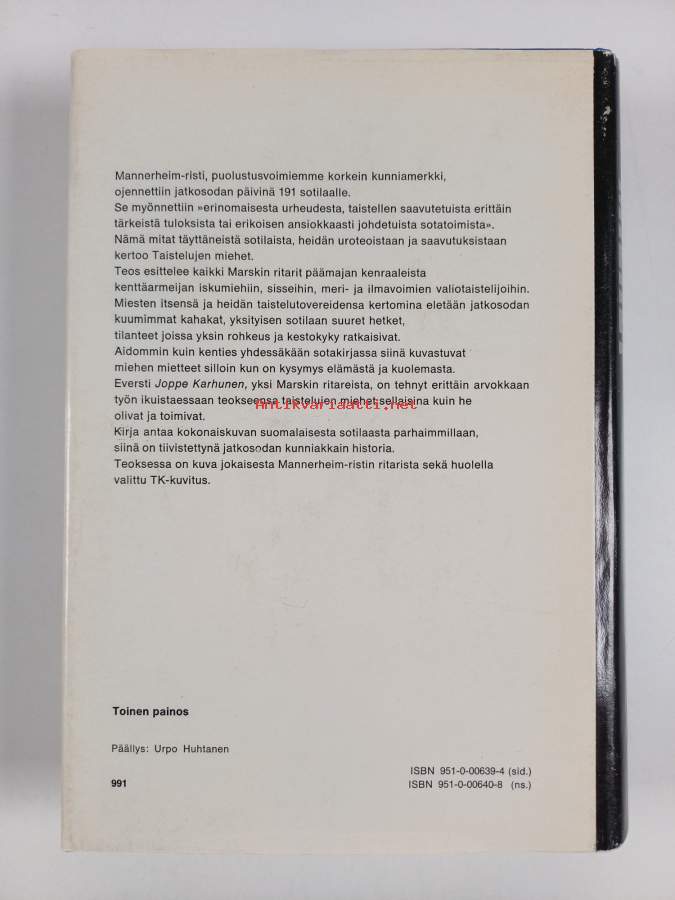 Mannerheim-risti, puolustusvoimiemme korkein kunniamerkki,
ojennettiin jatkosodan päivinä 191 sotilaalle.
Se myönnettiin »erinomaisesta urheudesta, taistellen saavutetuista erittäin
tärkeistä tuloksista tai erikoisen ansiokkaasti johdetuista sotatoimista».
Nämä mitat täyttäneistä sotilaista, heidän uroteoistaan ja saavutuksistaan
kertoo Taistelujen miehet.
Teos esittelee kaikki Marskin ritarit päämajan kenraaleista
kenttäarmeijan iskumiehiin, sisseihin, meri- ja ilmavoimien valiotaistelijoihin.
Miesten itsensä ja heidän taistelutovereidensa kertomina eletään jatkosodan
kuumimmat kahakat, yksityisen sotilaan suuret hetket,
tilanteet joissa yksin rohkeus ja kestokyky ratkaisivat.
Aidommin kuin kenties yhdessäkään sotakirjassa siinä kuvastuvat
miehen mietteet silloin kun on kysymys elämästä ja kuolemasta.
Eversti Joppe Karhunen, yksi Marskin ritareista, on tehnyt erittäin arvokkaan
työn ikuistaessaan teokseensa taistelujen miehet sellaisina kuin he
Antikvariaatti.net
olivat ja toimivat.
Kirja antaa kokonaiskuvan suomalaisesta sotilaasta parhaimmillan,
siinä on tiivistettynä jatkosodan kunniakkain historia.
Teoksessa on kuva jokaisesta Mannerheim-ristin ritarista sekä huolella
valittu TK-kuvitus.
Toinen painos
Päällys: Urpo Huhtanen
991
ISBN 951-0-00639-4 (sid.)
ISBN 951-0-00640-8 (ns.)